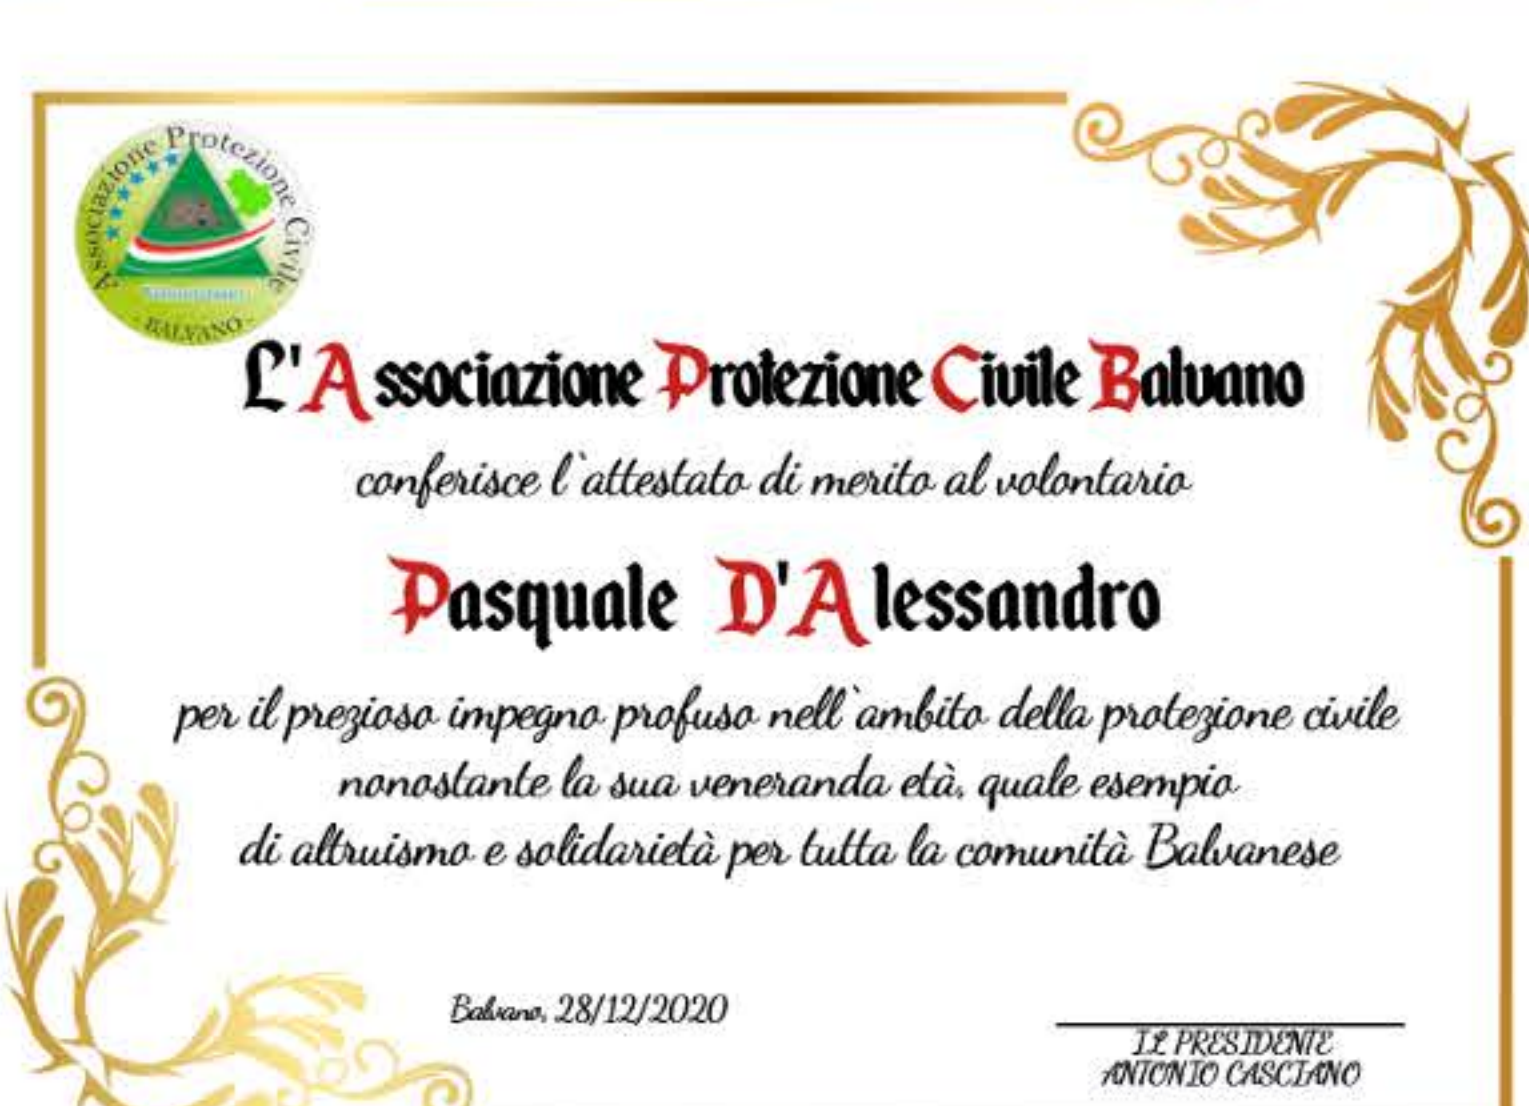 Associazione Protezione Civile
- BALVANO -
L'Associazione Protezione Civile Balvano
conferisce l`attestato di merito al volontario
Pasquale D'Alessandro
per il prezioso impegno profuso nell`ambito della protezione civile
nonostante la sua veneranda età, quale esempio
di altruismo e solidarietà per tutta la comunità Balvanese
Balvano, 28/12/2020
IL PRESIDENTE
ANTONIO CASCIANO